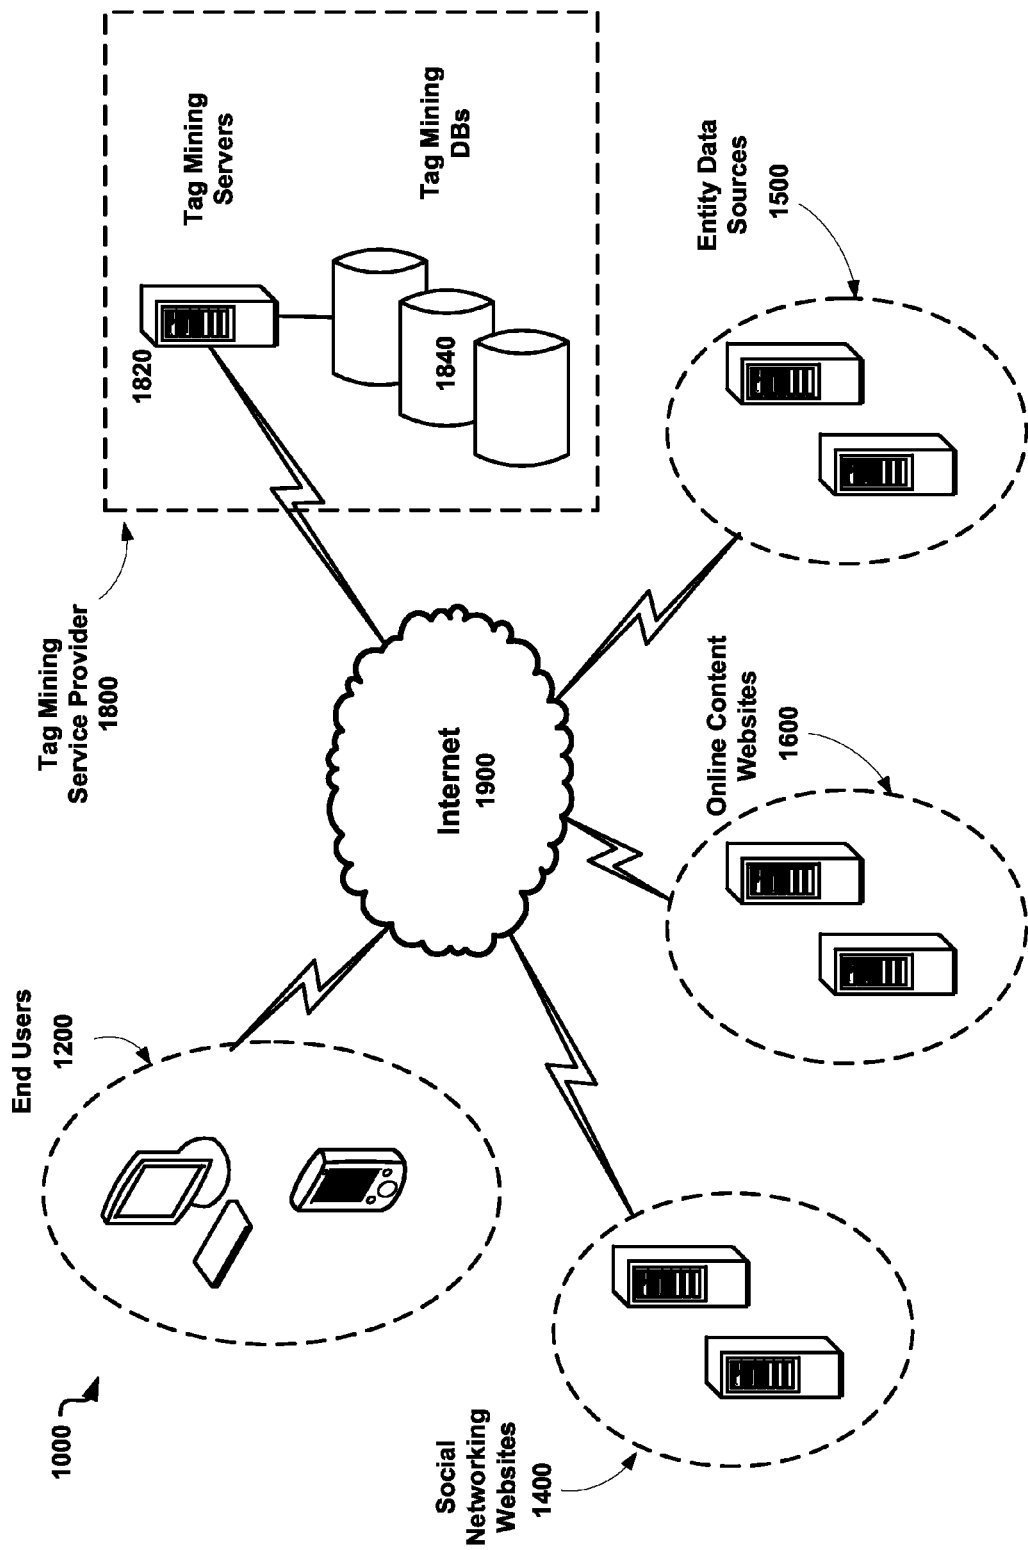 1000
End Users
1200
Tag Mining
Service Provider
1800
1820
Tag Mining
Servers
1840
Tag Mining
DBs
Internet
1900
Social
Networking
Websites
1400
Online Content
Websites
1600
Entity Data
Sources
1500